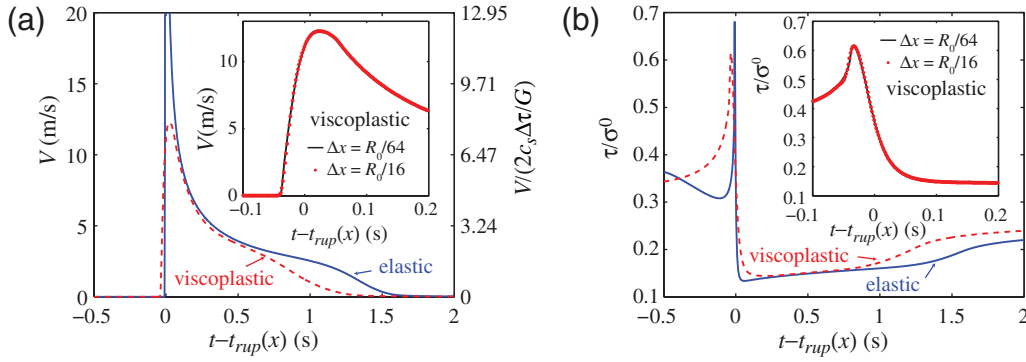 (a)
20
15
10
5
0
V (m/s)
−0.5
0
0.5
1
1.5
2
t−t_rup(x) (s)
12.95
9.71
6.47
3.24
0
V/(2c_sΔτ/G)
viscoplastic
elastic
10
5
0
V(m/s)
viscoplastic
Δx = R_0/64
Δx = R_0/16
−0.1
0
0.1
0.2
t−t_rup(x) (s)
(b)
0.7
0.6
0.5
0.4
0.3
0.2
0.1
τ/σ^0
−0.5
0
0.5
1
1.5
2
t−t_rup(x) (s)
viscoplastic
elastic
0.7
0.6
0.5
0.4
0.3
0.2
0.1
τ/σ^0
Δx = R_0/64
Δx = R_0/16
viscoplastic
−0.1
0
0.1
0.2
t−t_rup(x) (s)